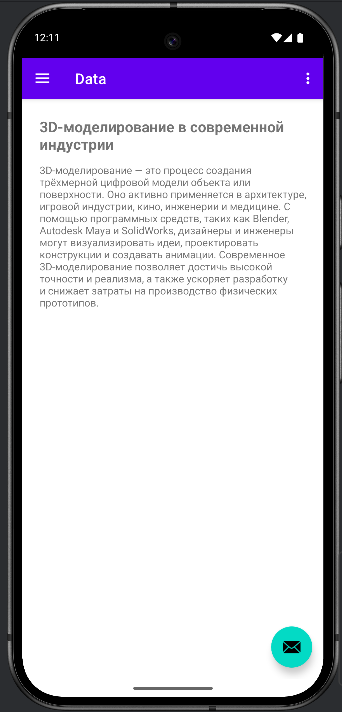 12:11
Data
3D-моделирование в современной
индустрии
3D-моделирование — это процесс создания
трёхмерной цифровой модели объекта или
поверхности. Оно активно применяется в архитектуре,
игровой индустрии, кино, инженерии и медицине. С
помощью программных средств, таких как Blender,
Autodesk Maya и SolidWorks, дизайнеры и инженеры
могут визуализировать идеи, проектировать
конструкции и создавать анимации. Современное
3D-моделирование позволяет достичь высокой
точности и реализма, а также ускоряет разработку
и снижает затраты на производство физических
прототипов.